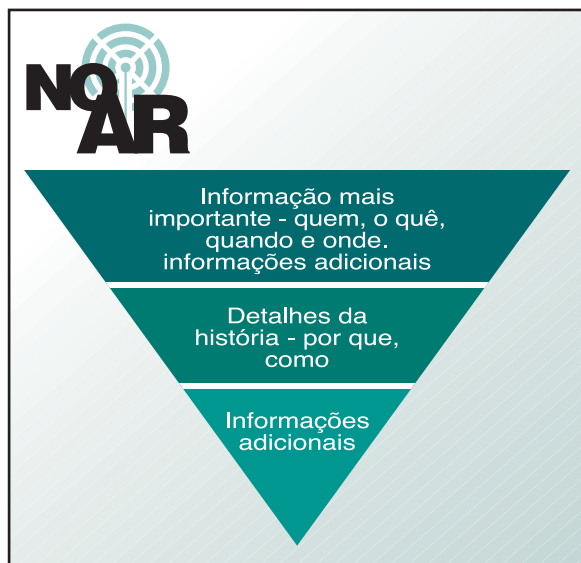 NO
AR
Informação mais
importante - quem, o quê,
quando e onde.
informações adicionais
Detalhes da
história - por que,
como
Informações
adicionais